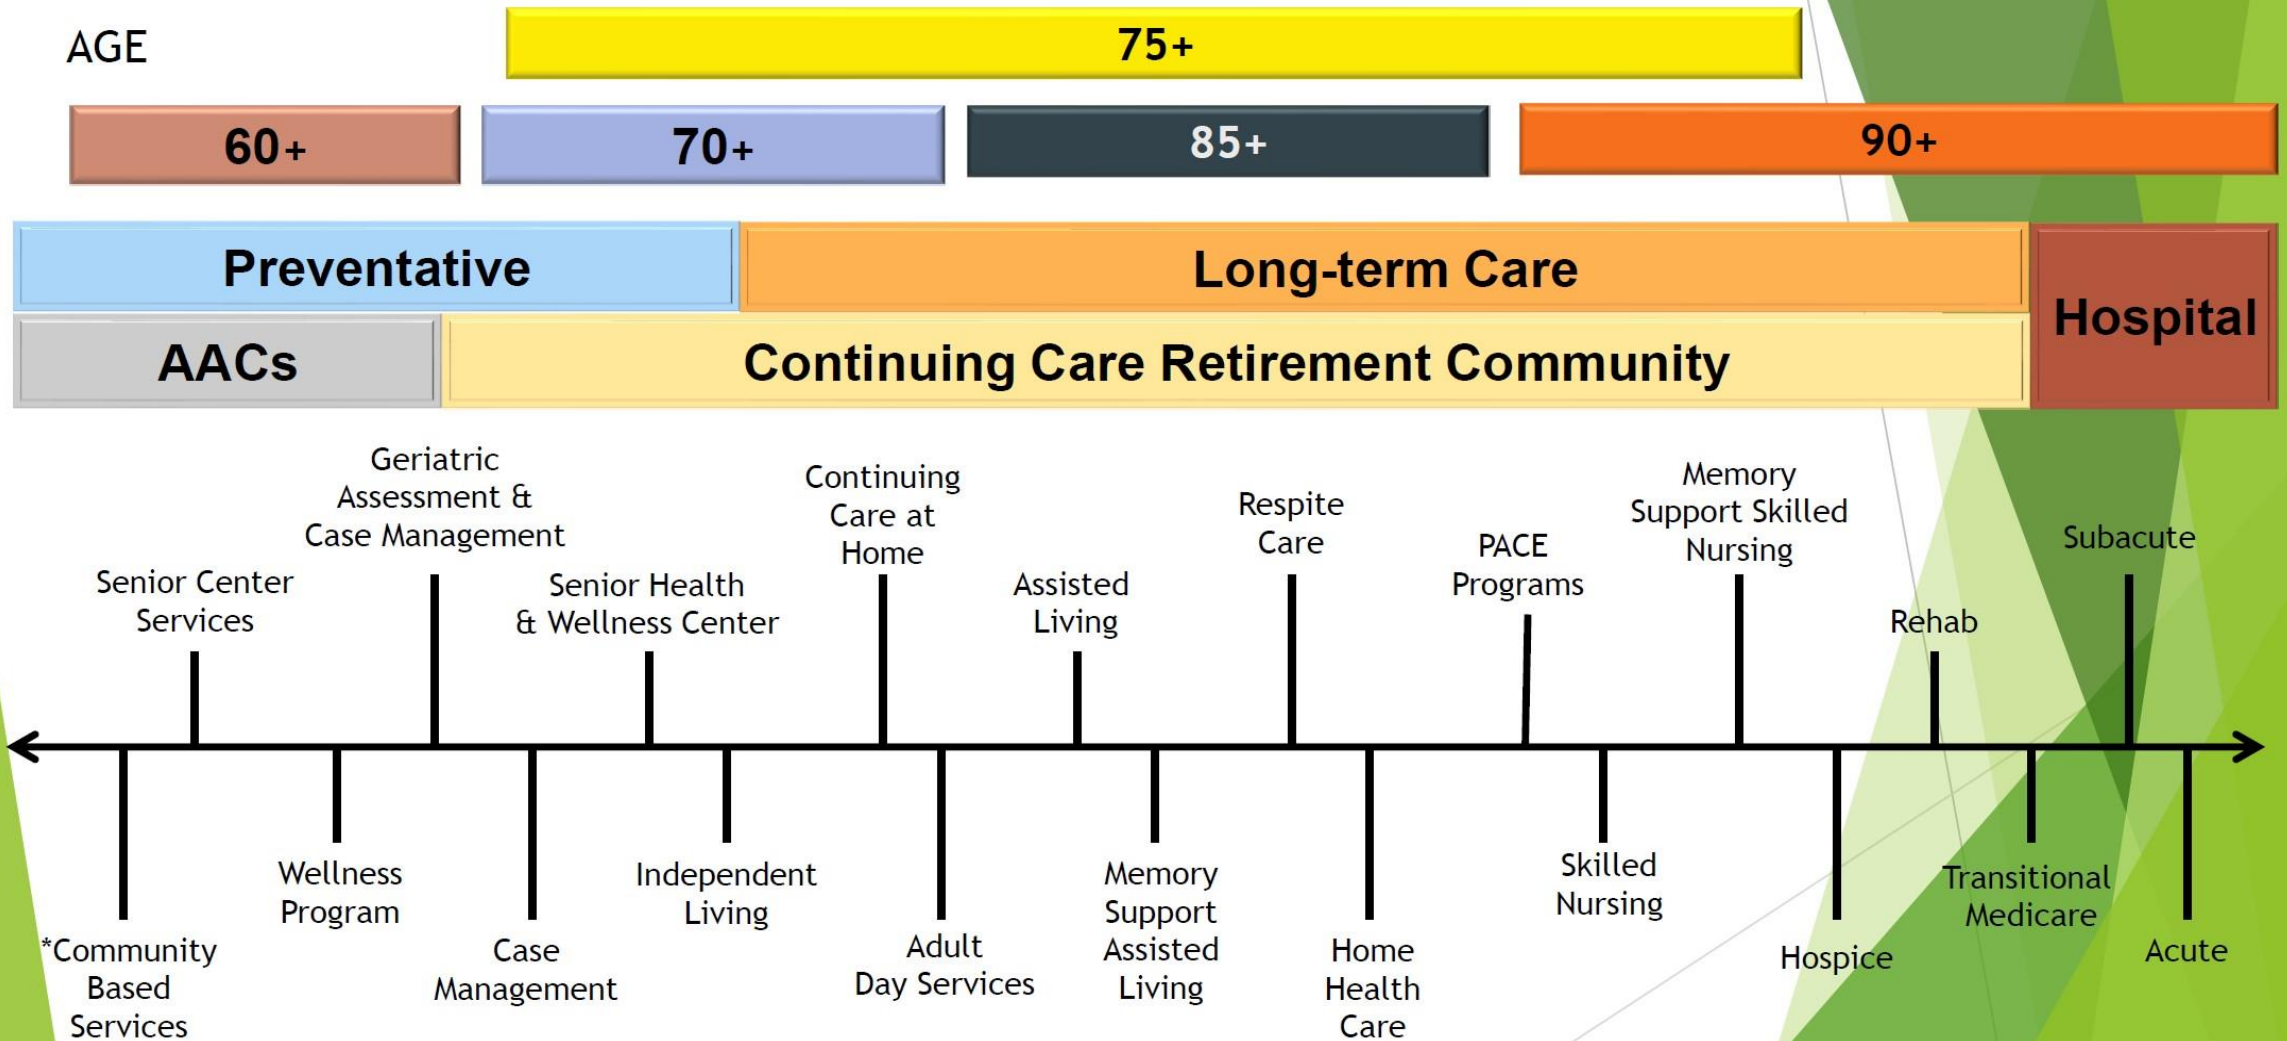 AGE
75+
60+
70+
85+
90+
Preventative
Long-term Care
Hospital
AACs
Continuing Care Retirement Community
Senior Center
Services
Geriatric
Assessment &
Case Management
Senior Health
& Wellness Center
Continuing
Care at
Home
Assisted
Living
Respite
Care
PACE
Programs
Memory
Support Skilled
Nursing
Rehab
Subacute
*Community
Based
Services
Wellness
Program
Case
Management
Independent
Living
Adult
Day Services
Memory
Support
Assisted
Living
Home
Health
Care
Skilled
Nursing
Hospice
Transitional
Medicare
Acute